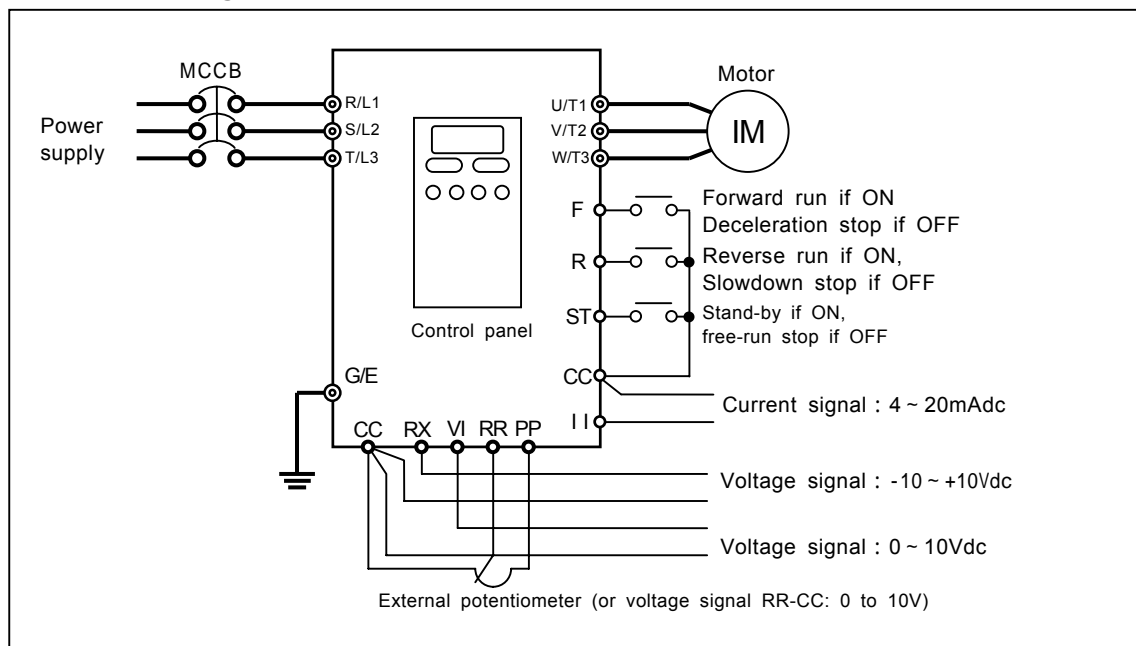 MCCB
Power
supply
R/L1
S/L2
T/L3
Control panel
G/E
U/T1
V/T2
W/T3
Motor
IM
F
Forward run if ON
Deceleration stop if OFF
R
Reverse run if ON,
Slowdown stop if OFF
ST
Stand-by if ON,
free-run stop if OFF
CC
Current signal : 4 ~ 20mAdc
II
CC RX VI RR PP
Voltage signal : -10 ~ +10Vdc
Voltage signal : 0 ~ 10Vdc
External potentiometer (or voltage signal RR-CC: 0 to 10V)